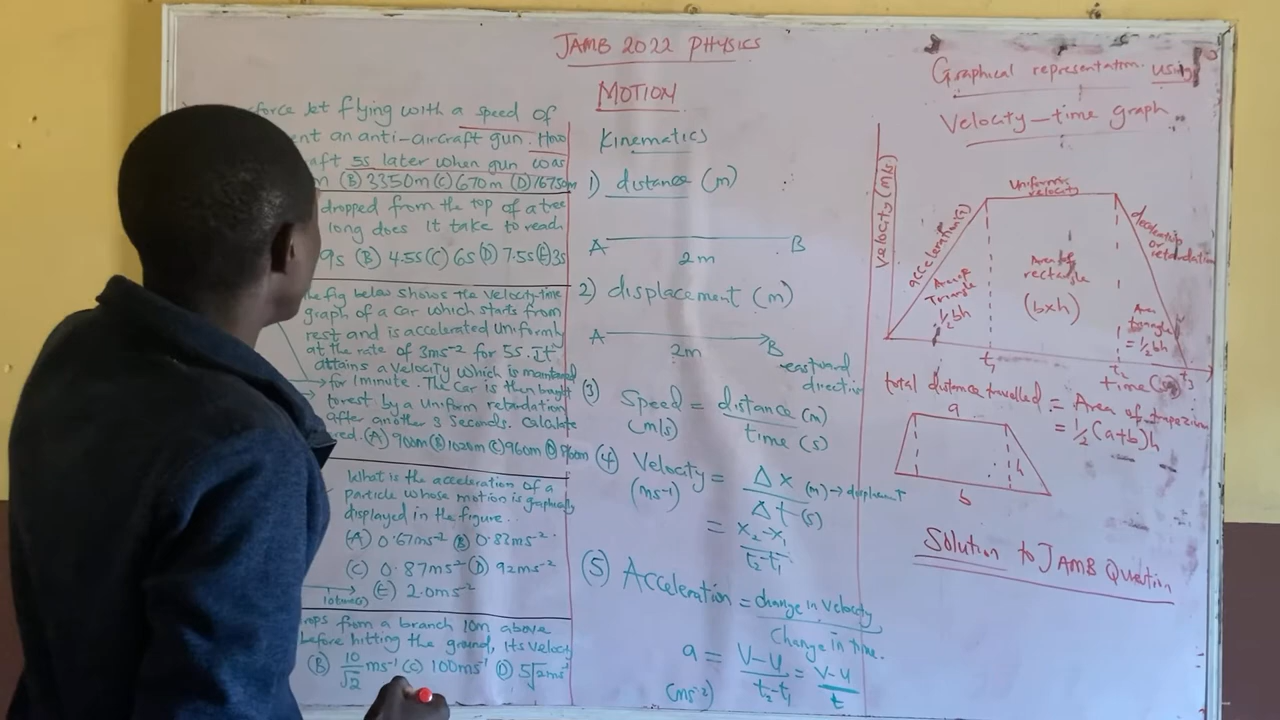 JAMB 2022 PHYSICS
force Jet flying with a speed of
ent an anti-aircraft gun. How
aft 5s later when gun was
m (B) 3350m (C) 670m (D) 16750m
dropped from the top of a tree
long does it take to reach
9s (B) 4.5s (C) 6s (D) 7.5s (E) 3s
he fig below shows the velocity-time
graph of a car which starts from
rest and is accelerated uniformly
at the rate of 3ms⁻² for 5s. It
attains a velocity which is maintained
for 1minute. The car is then brought
to rest by a uniform retardation
after another 3 seconds. Calculate
red. (A) 900m (B) 1020m (C) 960m (D)
What is the acceleration of a
particle whose motion is graphically
displayed in the figure..
(A) 0.67ms⁻² (B) 0.83ms⁻².
(C) 0.87ms⁻² (D) 92ms⁻²
(E) 2.0ms⁻²
rops from a branch 10m above
before hitting the ground, its velocity
(B) 10/√2 ms⁻¹ (C) 100ms⁻¹ (D) 5√2ms⁻¹
MOTION
Kinematics
1) distance (m)
A B
2m
2) displacement (m)
A B
2m
eastward
direction
(3) Speed = distance (m)
(m/s) time (s)
(4) Velocity = Δx (m) → displacement
(ms⁻¹) Δt (s)
= x₂-x₁
t₂-t₁
(5) Acceleration = change in velocity
Change in time.
a = V-u = V-u
(ms⁻²) t₂-t₁ t
Graphical representation using
Velocity-time graph
Velocity (m/s)
Uniform
velocity
acceleration
deceleration
or
retardation
Area of
Triangle
½bh
Area of
rectangle
(bxh)
Area
triangle
= ½bh
t₁ t₂ t₃
time (s)
total distance travelled = Area of trapezium
= ½(a+b)h
a
h
b
Solution to JAMB Question